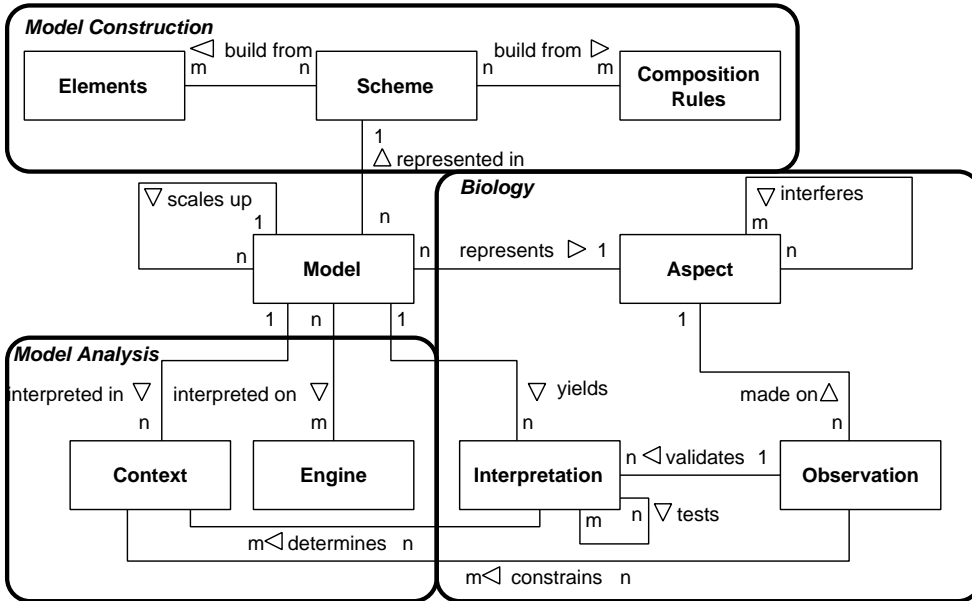 Model Construction
build from
build from
m
n
n
m
Elements
Scheme
Composition
Rules
1
represented in
scales up
1
n
n
Model
n
represents
1
Biology
interferes
m
Aspect
n
1
n
1
1
Model Analysis
interpreted in
n
interpreted on
m
yields
n
made on
n
Context
Engine
Interpretation
n
validates
1
Observation
m
n
tests
m
determines
n
m
constrains
n